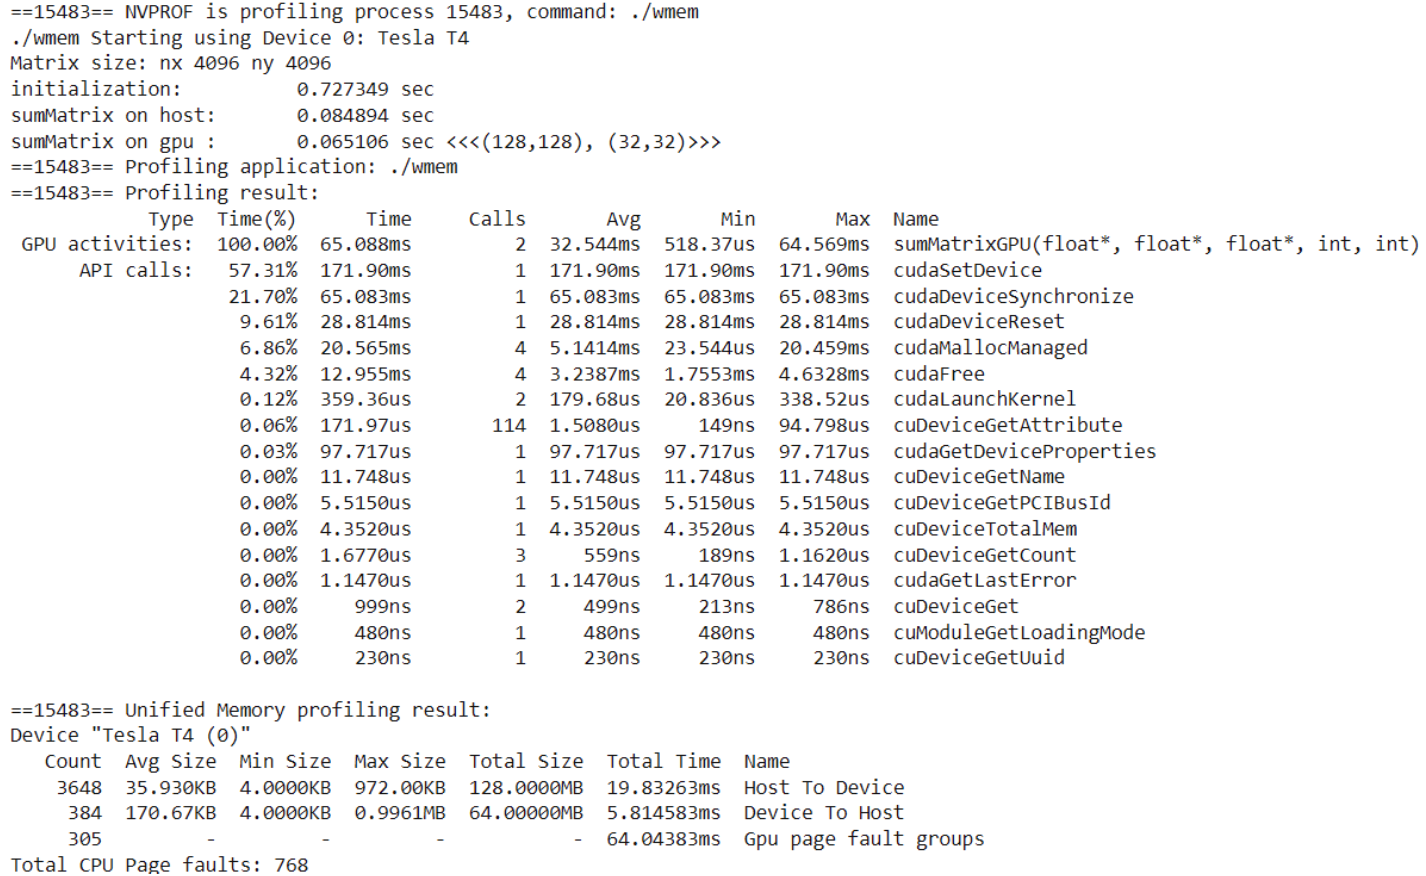 ==15483== NVPROF is profiling process 15483, command: ./wmem
./wmem Starting using Device 0: Tesla T4
Matrix size: nx 4096 ny 4096
initialization:          0.727349 sec
sumMatrix on host:       0.084894 sec
sumMatrix on gpu :       0.065106 sec <<<(128,128), (32,32)>>>
==15483== Profiling application: ./wmem
==15483== Profiling result:
            Type  Time(%)      Time     Calls       Avg       Min       Max  Name
 GPU activities:  100.00%  65.088ms         2  32.544ms  518.37us  64.569ms  sumMatrixGPU(float*, float*, float*, int, int)
      API calls:   57.31%  171.90ms         1  171.90ms  171.90ms  171.90ms  cudaSetDevice
                   21.70%  65.083ms         1  65.083ms  65.083ms  65.083ms  cudaDeviceSynchronize
                    9.61%  28.814ms         1  28.814ms  28.814ms  28.814ms  cudaDeviceReset
                    6.86%  20.565ms         4  5.1414ms  23.544us  20.459ms  cudaMallocManaged
                    4.32%  12.955ms         4  3.2387ms  1.7553ms  4.6328ms  cudaFree
                    0.12%  359.36us         2  179.68us  20.836us  338.52us  cudaLaunchKernel
                    0.06%  171.97us       114  1.5080us     149ns  94.798us  cuDeviceGetAttribute
                    0.03%  97.717us         1  97.717us  97.717us  97.717us  cudaGetDeviceProperties
                    0.00%  11.748us         1  11.748us  11.748us  11.748us  cuDeviceGetName
                    0.00%  5.5150us         1  5.5150us  5.5150us  5.5150us  cuDeviceGetPCIBusId
                    0.00%  4.3520us         1  4.3520us  4.3520us  4.3520us  cuDeviceTotalMem
                    0.00%  1.6770us         3     559ns     189ns  1.1620us  cuDeviceGetCount
                    0.00%  1.1470us         1  1.1470us  1.1470us  1.1470us  cudaGetLastError
                    0.00%     999ns         2     499ns     213ns     786ns  cuDeviceGet
                    0.00%     480ns         1     480ns     480ns     480ns  cuModuleGetLoadingMode
                    0.00%     230ns         1     230ns     230ns     230ns  cuDeviceGetUuid
==15483== Unified Memory profiling result:
Device "Tesla T4 (0)"
   Count  Avg Size  Min Size  Max Size  Total Size  Total Time  Name
    3648  35.930KB  4.0000KB  972.00KB  128.0000MB  19.83263ms  Host To Device
     384  170.67KB  4.0000KB  0.9961MB  64.00000MB  5.814583ms  Device To Host
     305         -         -         -           -  64.04383ms  Gpu page fault groups
Total CPU Page faults: 768